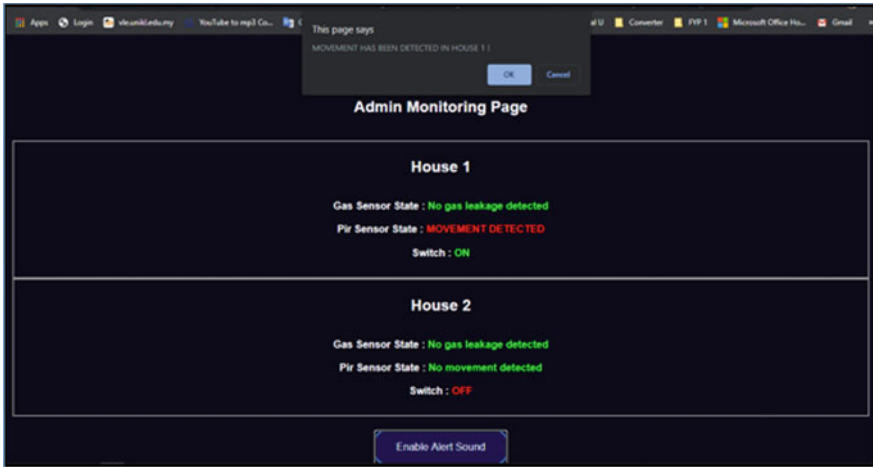 Apps Login vle.unikl.edu.my YouTube to mp3 Co... Converter FYP 1 Microsoft Office Ho... Gmail
This page says
MOVEMENT HAS BEEN DETECTED IN HOUSE 1 !
OK Cancel
Admin Monitoring Page
House 1
Gas Sensor State : No gas leakage detected
Pir Sensor State : MOVEMENT DETECTED
Switch : ON
House 2
Gas Sensor State : No gas leakage detected
Pir Sensor State : No movement detected
Switch : OFF
Enable Alert Sound